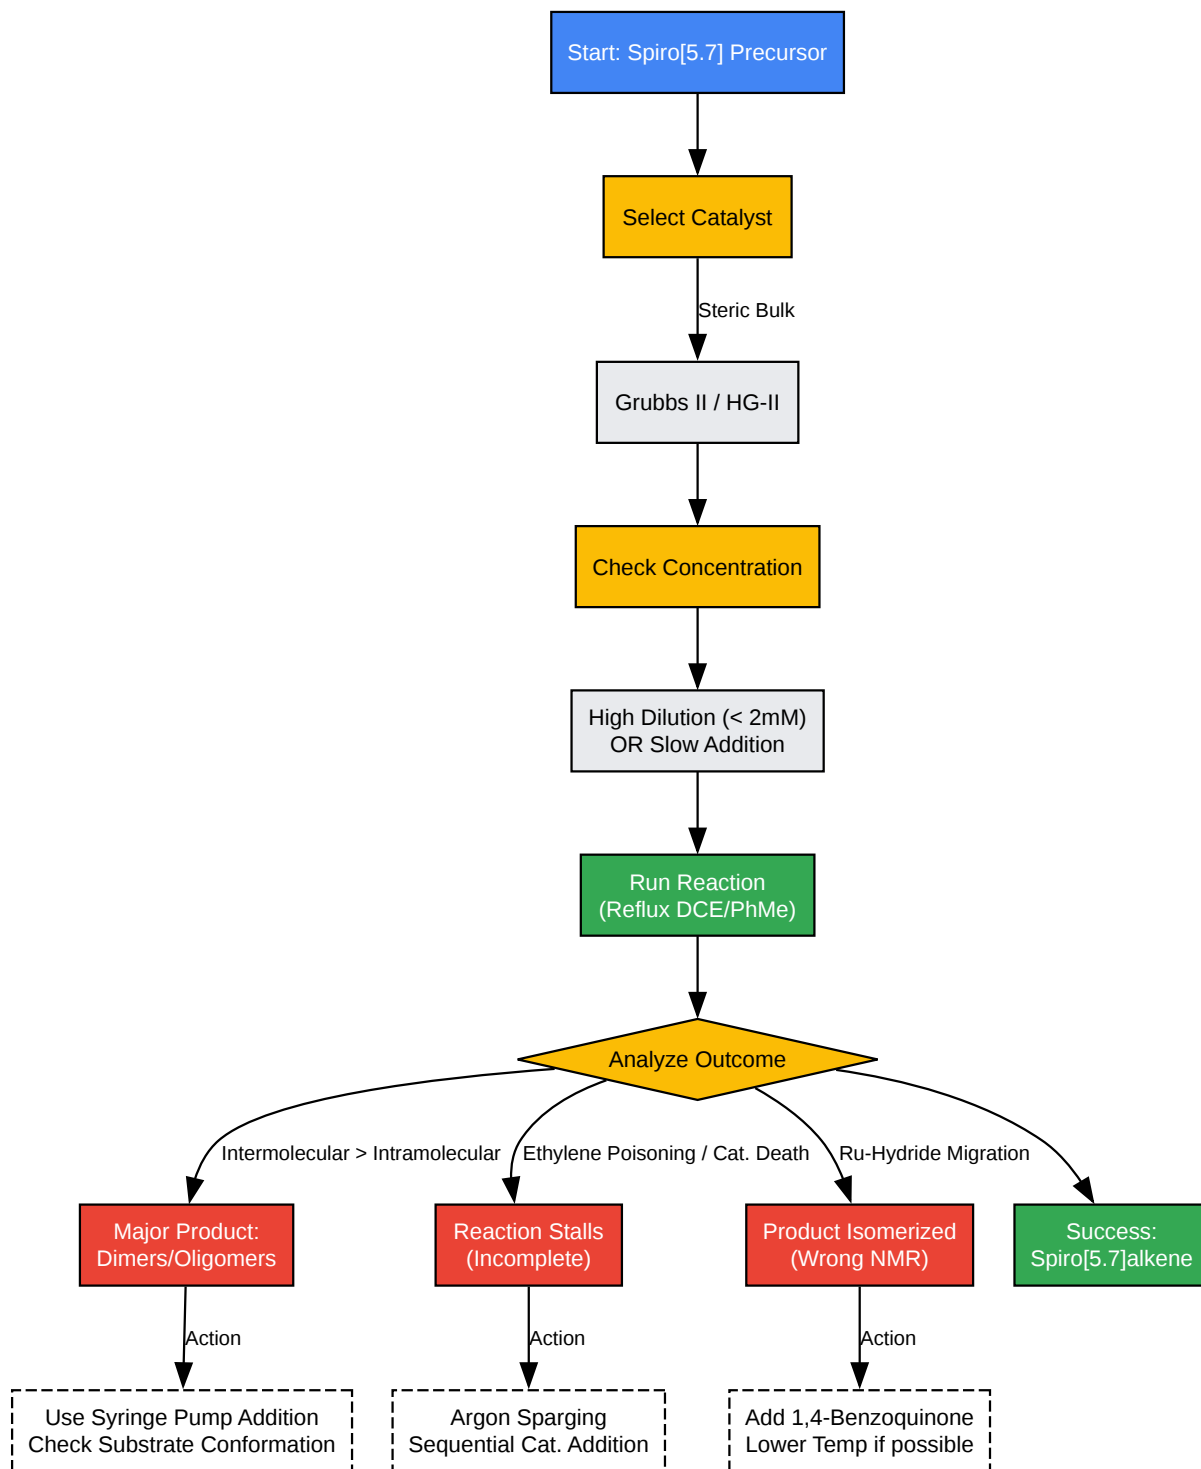 Start: Spiro[5.7] Precursor
Select Catalyst
Steric Bulk
Grubbs II / HG-II
Check Concentration
High Dilution (< 2mM)
OR Slow Addition
Run Reaction
(Reflux DCE/PhMe)
Analyze Outcome
Intermolecular > Intramolecular
Ethylene Poisoning / Cat. Death
Ru-Hydride Migration
Major Product:
Dimers/Oligomers
Reaction Stalls
(Incomplete)
Product Isomerized
(Wrong NMR)
Success:
Spiro[5.7]alkene
Action
Action
Action
Use Syringe Pump Addition
Check Substrate Conformation
Argon Sparging
Sequential Cat. Addition
Add 1,4-Benzoquinone
Lower Temp if possible